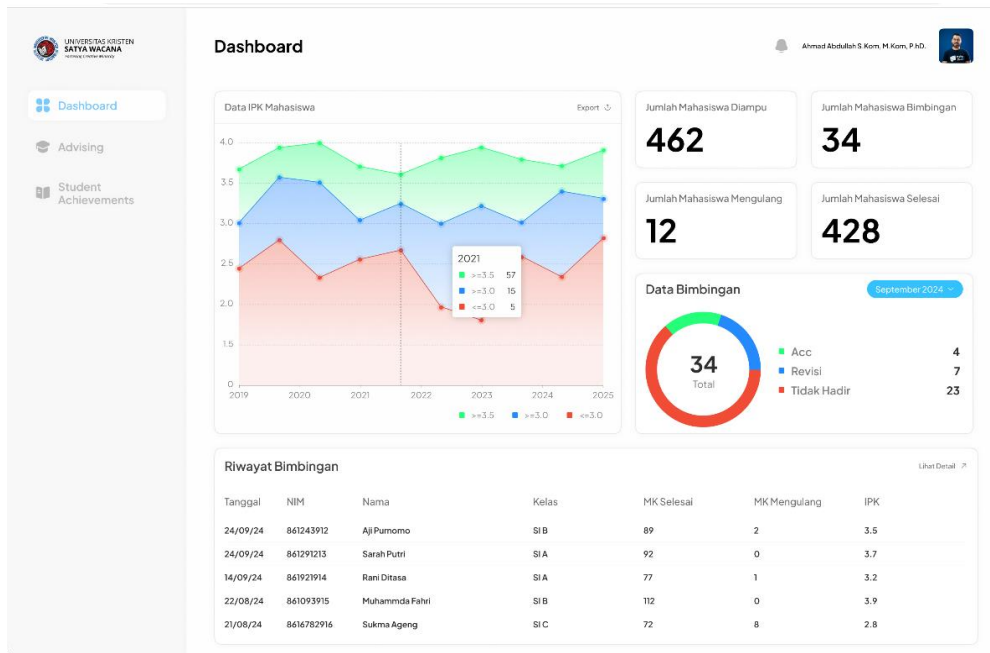 UNIVERSITAS KRISTEN
SATYA WACANA
Dashboard
Ahmad Abdullah S.Kom, M.Kom, P.hD.
Dashboard
Advising
Student
Achievements
Data IPK Mahasiswa
Export
4.0
3.5
3.0
2.5
2.0
1.5
0
2019 2020 2021 2022 2023 2024 2025
2021
>=3.5 57
>=3.0 15
<=3.0 5
>=3.5 >=3.0 <=3.0
Jumlah Mahasiswa Diampu
462
Jumlah Mahasiswa Bimbingan
34
Jumlah Mahasiswa Mengulang
12
Jumlah Mahasiswa Selesai
428
Data Bimbingan
September 2024
34
Total
Acc 4
Revisi 7
Tidak Hadir 23
Riwayat Bimbingan
Lihat Detail
Tanggal NIM Nama Kelas MK Selesai MK Mengulang IPK
24/09/24 861243912 Aji Purnomo SI B 89 2 3.5
24/09/24 861291213 Sarah Putri SI A 92 0 3.7
14/09/24 861921914 Rani Ditasa SI A 77 1 3.2
22/08/24 861093915 Muhammda Fahri SI B 112 0 3.9
21/08/24 8616782916 Sukma Ageng SI C 72 8 2.8